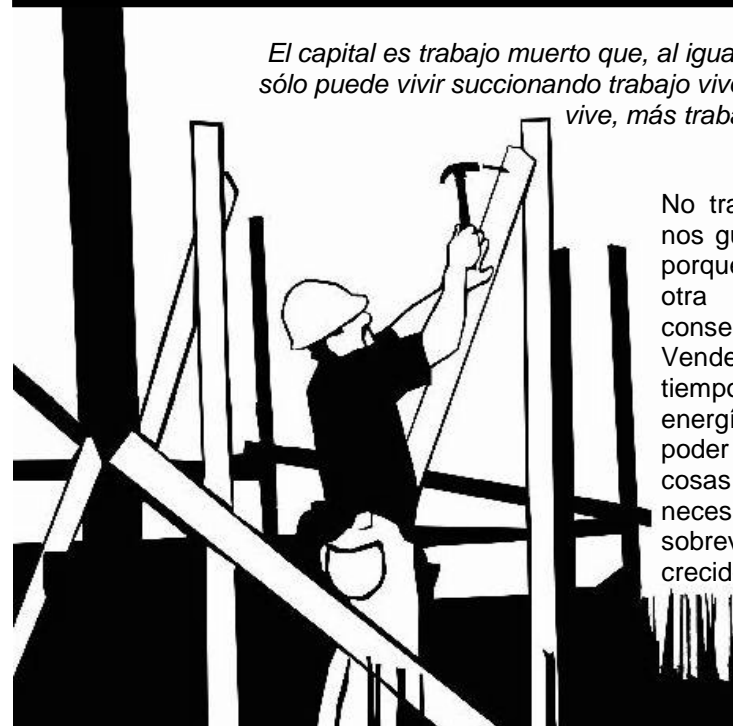 El capital es trabajo muerto que, al igua
sólo puede vivir succionando trabajo viv
vive, más traba
No tra
nos gu
porque
otra
conse
Vende
tiempo
energí
poder
cosas
neces
sobrev
crecid